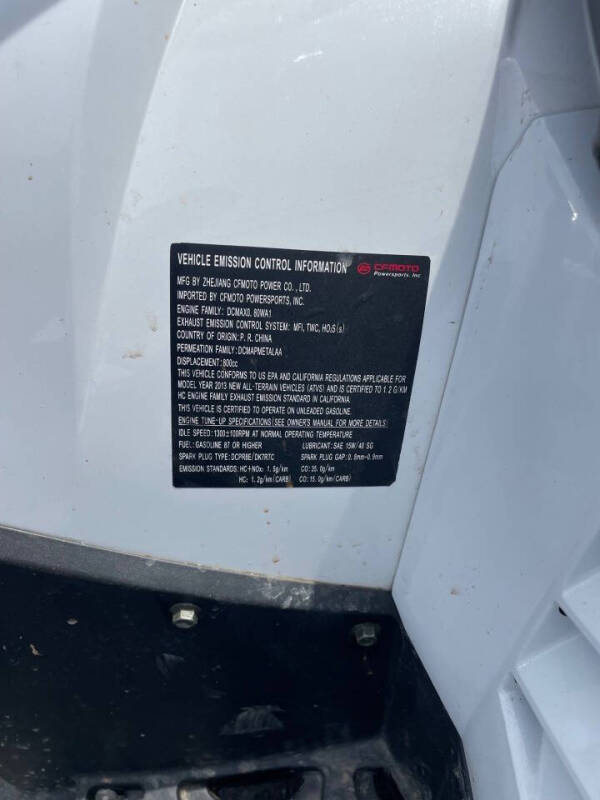 VEHICLE EMISSION CONTROL INFORMATION CFMOTO
Powersports, Inc
MFG BY ZHEJIANG CFMOTO POWER CO., LTD.
IMPORTED BY CFMOTO POWERSPORTS, INC.
ENGINE FAMILY: DCMAX0. 80WA1
EXHAUST EMISSION CONTROL SYSTEM: MFI, TWC, HO2S(s)
COUNTRY OF ORIGIN: P. R. CHINA
PERMEATION FAMILY: DCMAPMETALAA
DISPLACEMENT: 800cc
THIS VEHICLE CONFORMS TO US EPA AND CALIFORNIA REGULATIONS APPLICABLE FOR
MODEL YEAR 2013 NEW ALL-TERRAIN VEHICLES (ATVS) AND IS CERTIFIED TO 1.2 G/KM
HC ENGINE FAMILY EXHAUST EMISSION STANDARD IN CALIFORNIA.
THIS VEHICLE IS CERTIFIED TO OPERATE ON UNLEADED GASOLINE.
ENGINE TUNE-UP SPECIFICATIONS (SEE OWNER'S MANUAL FOR MORE DETAILS)
IDLE SPEED: 1300±100RPM AT NORMAL OPERATING TEMPERATURE
FUEL: GASOLINE 87 OR HIGHER LUBRICANT: SAE 15W/40 SG
SPARK PLUG TYPE: DCPR8E/DK7RTC SPARK PLUG GAP: 0.8mm-0.9mm
EMISSION STANDARDS: HC+NOx: 1.5g/km CO: 35.0g/km
HC: 1.2g/km(CARB) CO: 15.0g/km(CARB)